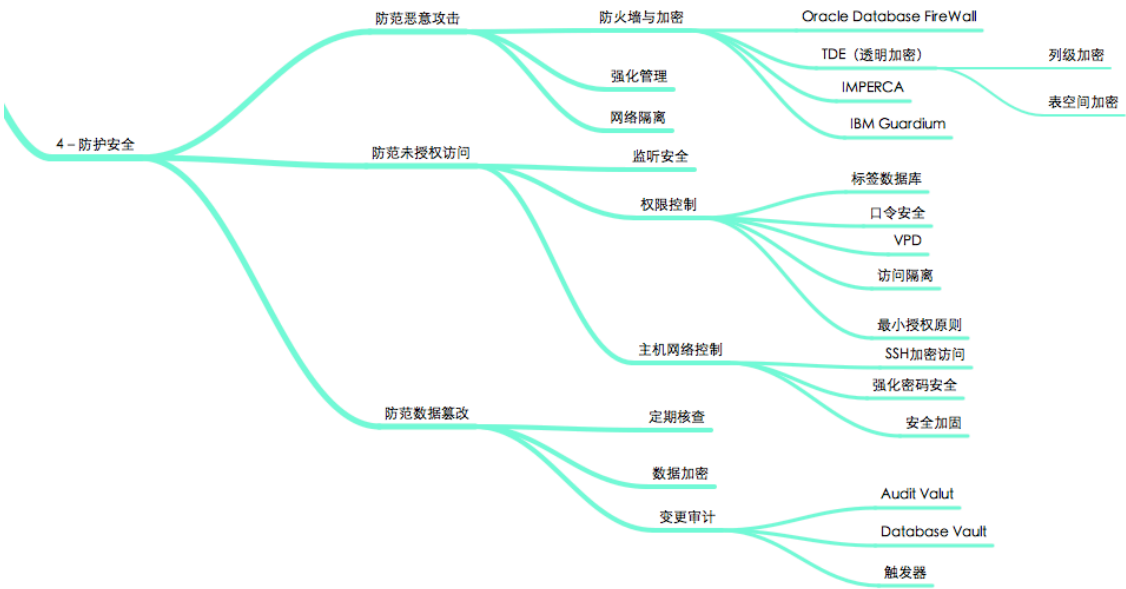 4 – 防护安全
防范恶意攻击
防火墙与加密
Oracle Database FireWall
TDE（透明加密）
列级加密
表空间加密
IMPERCA
IBM Guardium
强化管理
网络隔离
防范未授权访问
监听安全
权限控制
标签数据库
口令安全
VPD
访问隔离
最小授权原则
主机网络控制
SSH加密访问
强化密码安全
安全加固
防范数据篡改
定期核查
数据加密
变更审计
Audit Valut
Database Vault
触发器